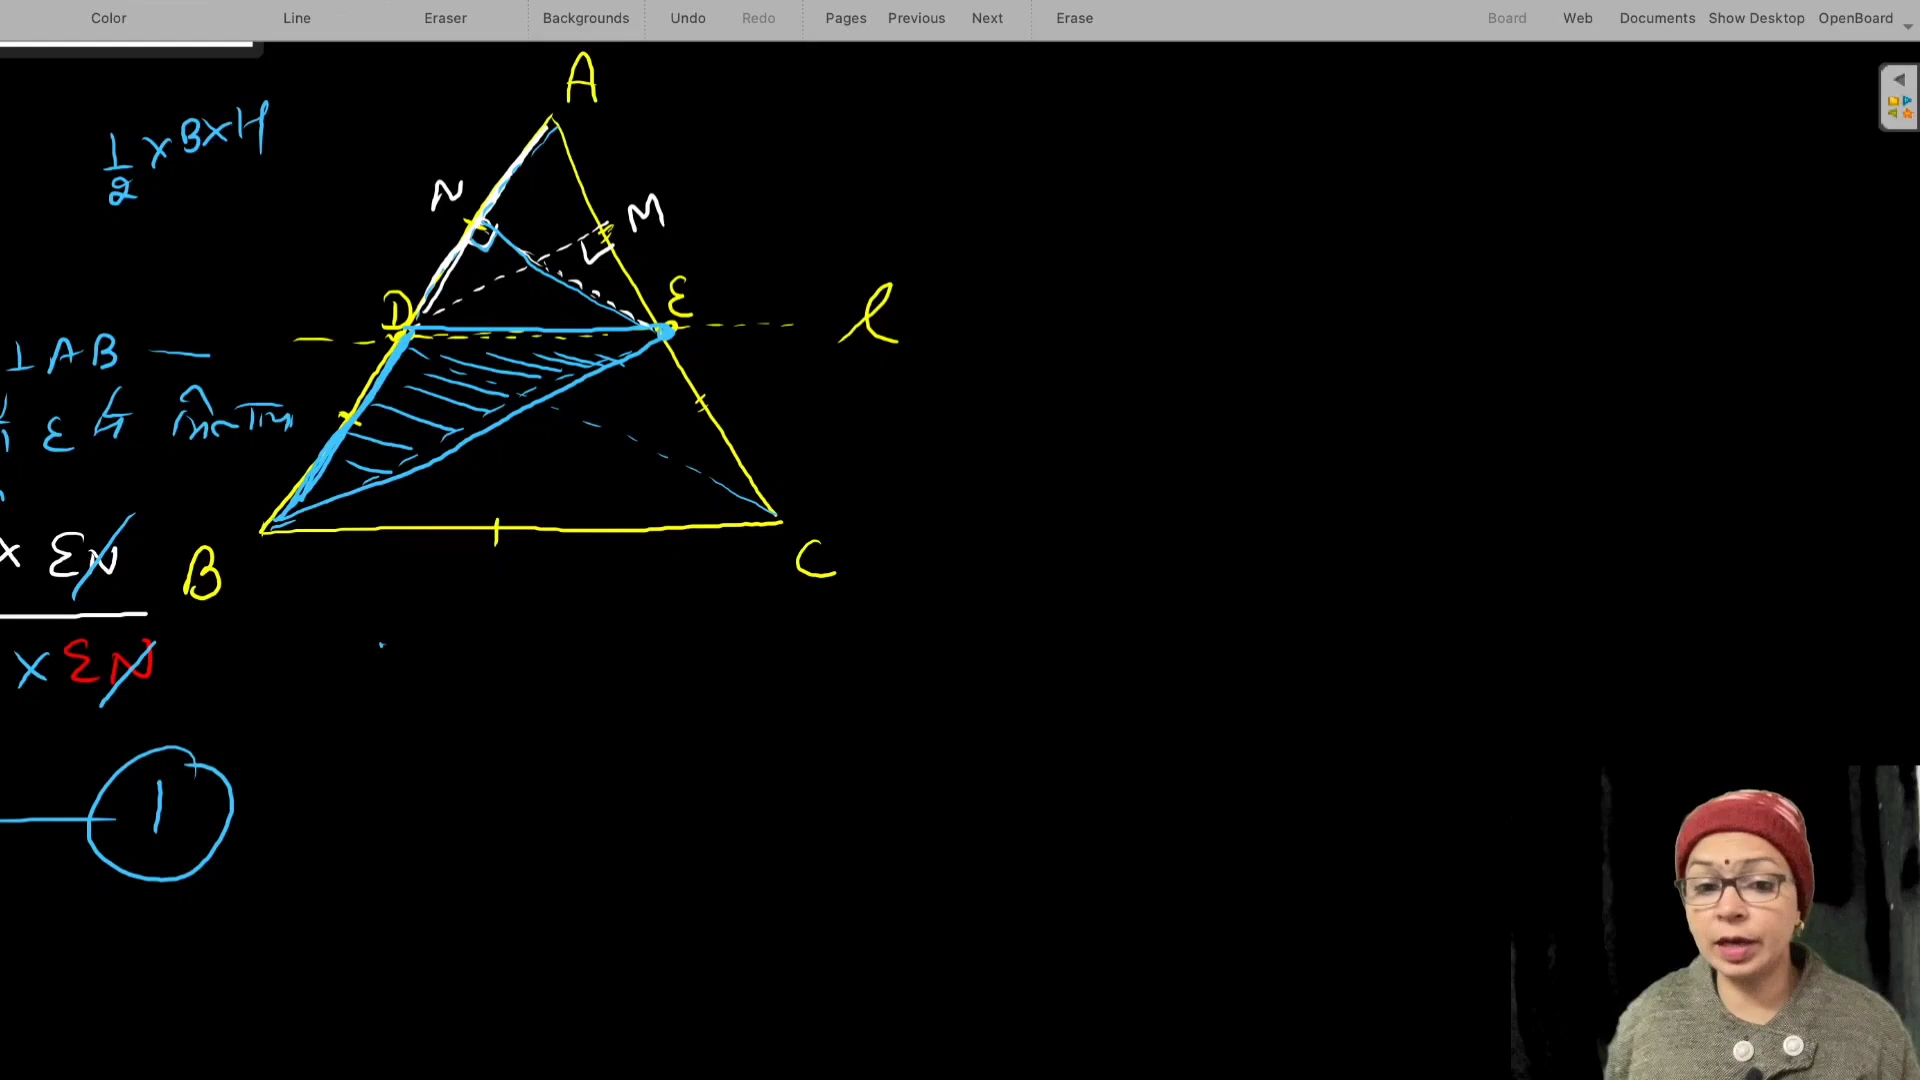 Color Line Eraser Backgrounds Undo Redo Pages Previous Next Erase Board Web Documents Show Desktop OpenBoard
A
1/2 x B x H
N M
D E l
⊥ AB —
E
x EN
B C
x EN
1